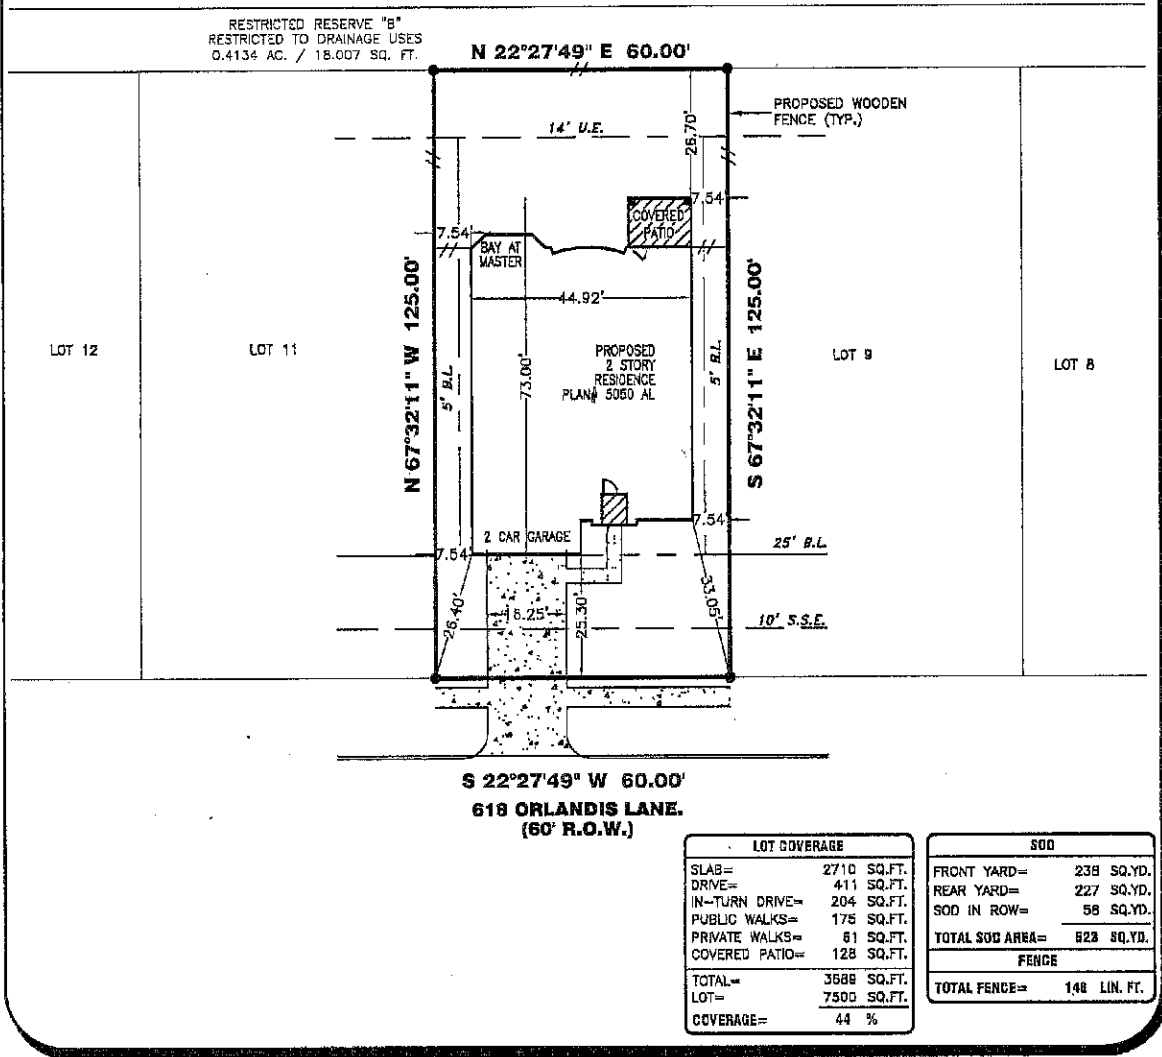 RESTRICTED RESERVE "B"
RESTRICTED TO DRAINAGE USES
0.4134 AC. / 18.007 SQ. FT.
N 22°27'49" E 60.00'
PROPOSED WOODEN
FENCE (TYP.)
14' U.E.
26.70'
7.54'
COVERED
PATIO
7.54'
BAY AT
MASTER
44.92'
N 67°32'11" W 125.00'
S 67°32'11" E 125.00'
LOT 12
LOT 11
5' B.L.
73.00'
PROPOSED
2 STORY
RESIDENCE
PLAN# 5050 AL
5' B.L.
LOT 9
LOT 8
7.54'
2 CAR GARAGE
7.54'
25' B.L.
26.40'
16.25'
25.30'
33.05'
10' S.S.E.
S 22°27'49" W 60.00'
618 ORLANDIS LANE.
(60' R.O.W.)
LOT COVERAGE
SLAB= 2710 SQ.FT.
DRIVE= 411 SQ.FT.
IN-TURN DRIVE= 204 SQ.FT.
PUBLIC WALKS= 175 SQ.FT.
PRIVATE WALKS= 61 SQ.FT.
COVERED PATIO= 128 SQ.FT.
TOTAL= 3689 SQ.FT.
LOT= 7500 SQ.FT.
COVERAGE= 44 %
SOD
FRONT YARD= 238 SQ.YD.
REAR YARD= 227 SQ.YD.
SOD IN ROW= 58 SQ.YD.
TOTAL SOD AREA= 523 SQ.YD.
FENCE
TOTAL FENCE= 148 LIN. FT.